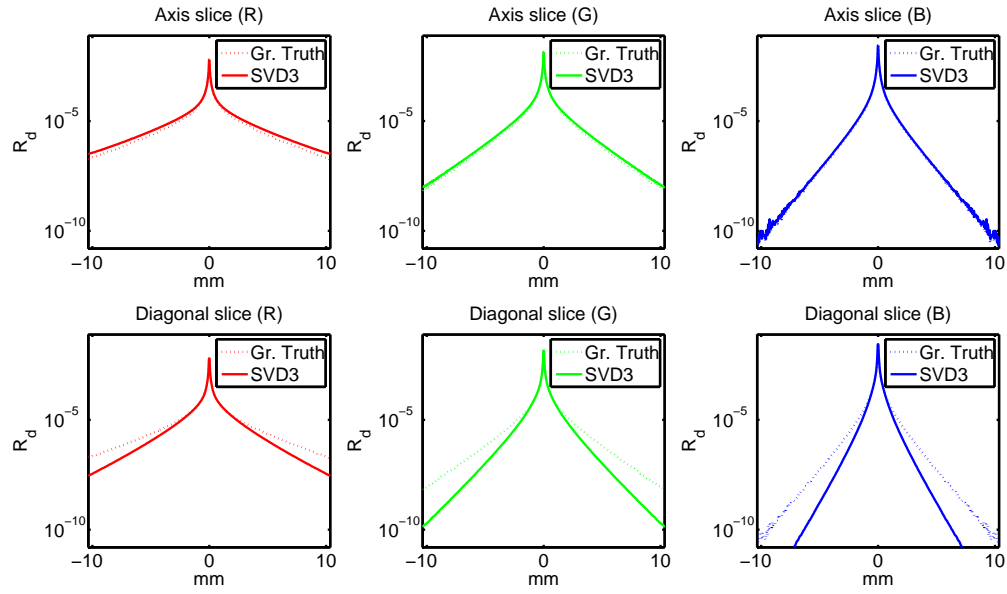 Axis slice (R)
Gr. Truth
SVD3
R_d
10^−5
10^−10
−10
0
10
mm
Axis slice (G)
Gr. Truth
SVD3
R_d
10^−5
10^−10
−10
0
10
mm
Axis slice (B)
Gr. Truth
SVD3
R_d
10^−5
10^−10
−10
0
10
mm
Diagonal slice (R)
Gr. Truth
SVD3
R_d
10^−5
10^−10
−10
0
10
mm
Diagonal slice (G)
Gr. Truth
SVD3
R_d
10^−5
10^−10
−10
0
10
mm
Diagonal slice (B)
Gr. Truth
SVD3
R_d
10^−5
10^−10
−10
0
10
mm